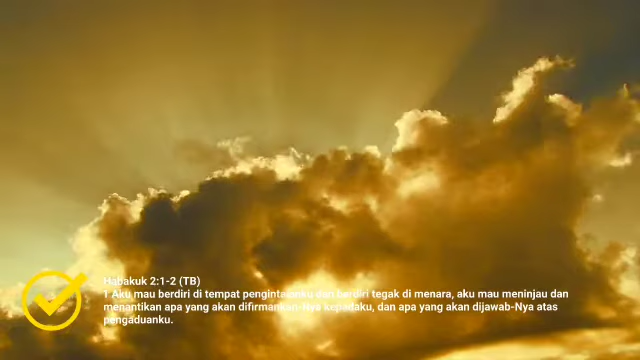 Habakuk 2:1-2 (TB)
1 Aku mau berdiri di tempat pengintaianku dan berdiri tegak di menara, aku mau meninjau dan
menantikan apa yang akan difirmankan-Nya kepadaku, dan apa yang akan dijawab-Nya atas
pengaduanku.